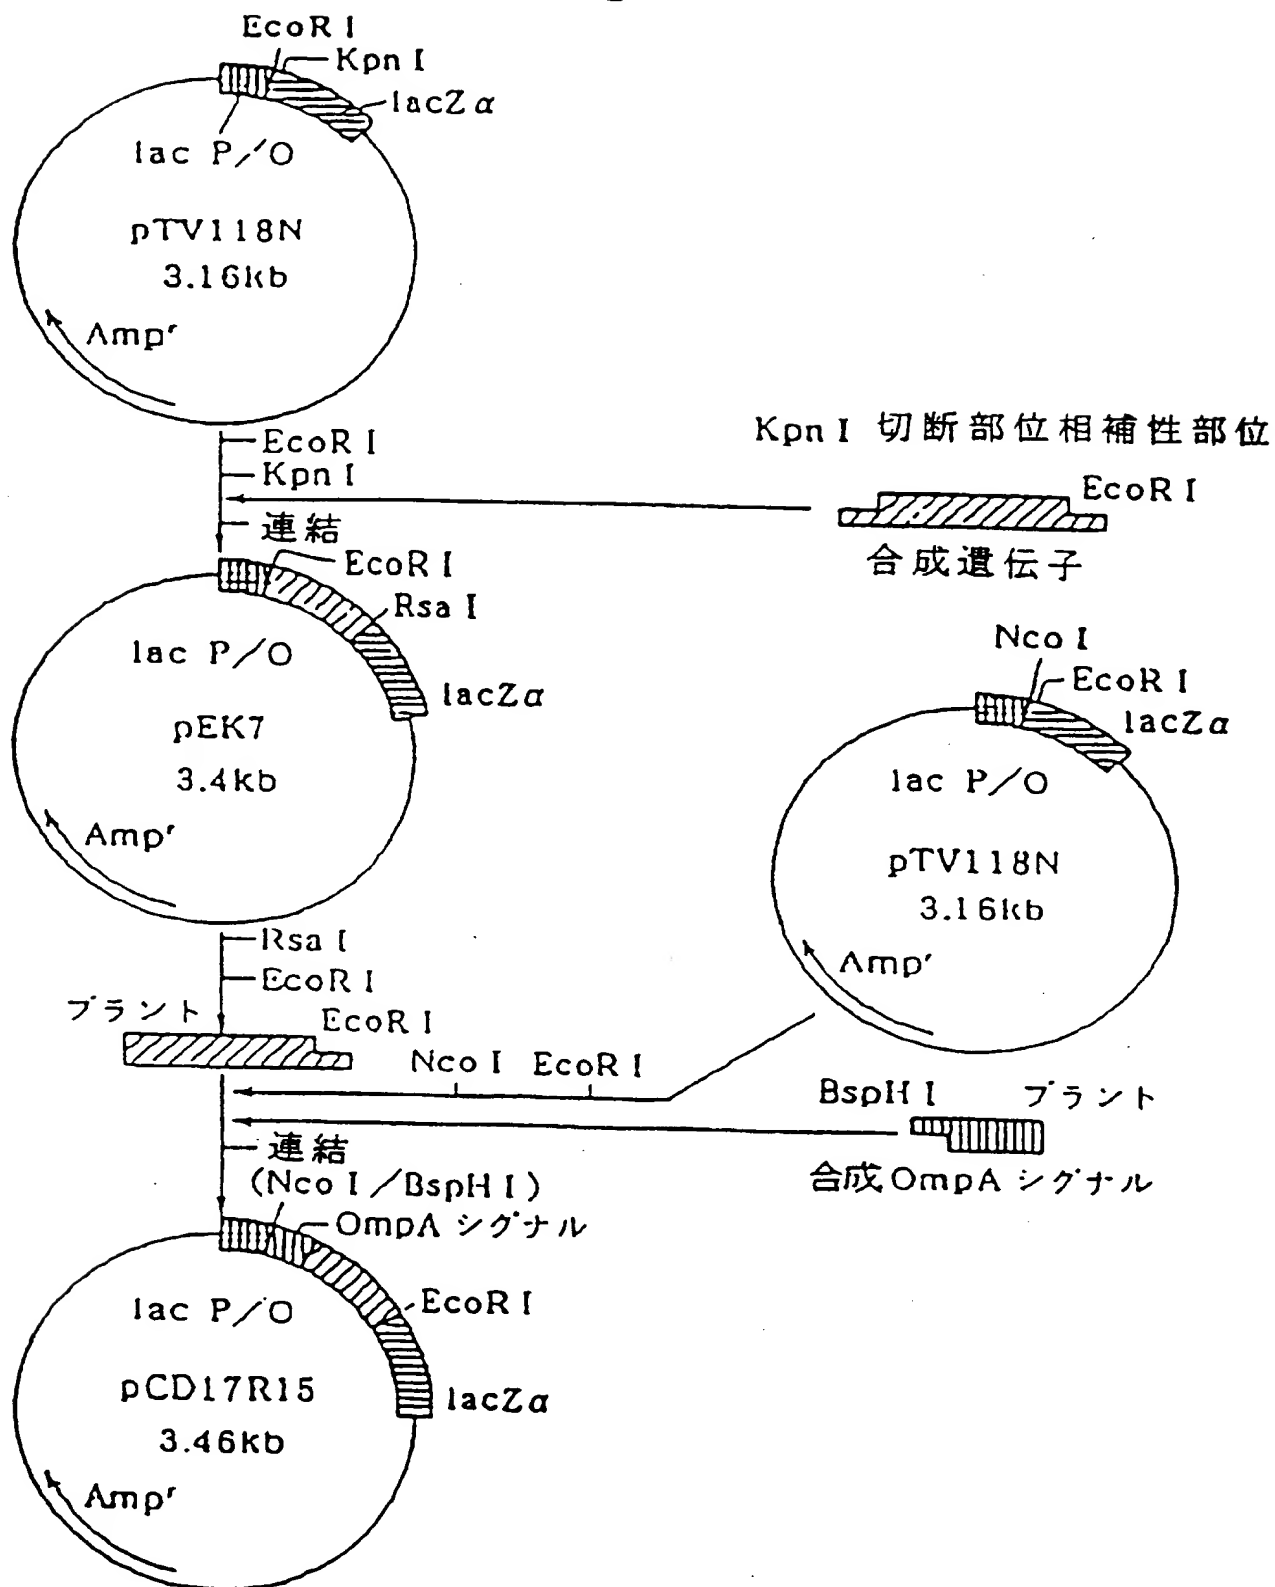 EcoR I
Kpn I
lacZα
lac P/O
pTV118N
3.16kb
Ampʳ
EcoR I
Kpn I
連結
Kpn I 切断部位相補性部位
EcoR I
合成遺伝子
EcoR I
Rsa I
lac P/O
lacZα
pEK7
3.4kb
Ampʳ
Nco I
EcoR I
lacZα
lac P/O
pTV118N
3.16kb
Ampʳ
Rsa I
EcoR I
ブラント
EcoR I
Nco I EcoR I
BspH I ブラント
合成OmpA シグナル
連結
(Nco I/BspH I)
OmpA シグナル
EcoR I
lac P/O
pCD17R15
3.46kb
lacZα
Ampʳ